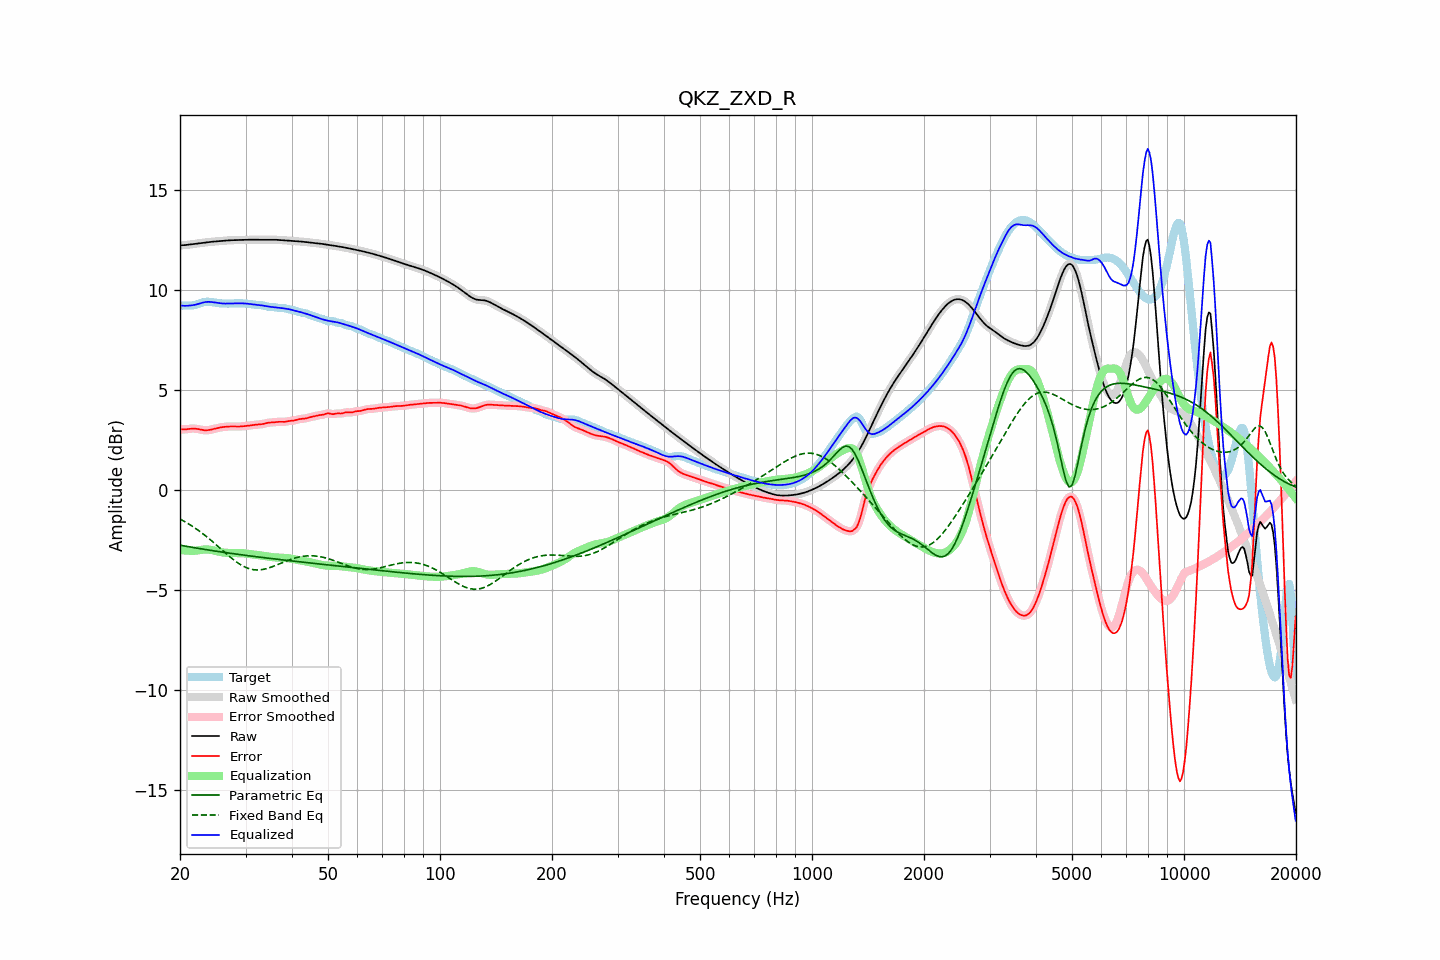 QKZ_ZXD_R
Amplitude (dBr)
15
10
5
0
−5
−10
−15
Target
Raw Smoothed
Error Smoothed
Raw
Error
Equalization
Parametric Eq
Fixed Band Eq
Equalized
20 50 100 200 500 1000 2000 5000 10000 20000
Frequency (Hz)